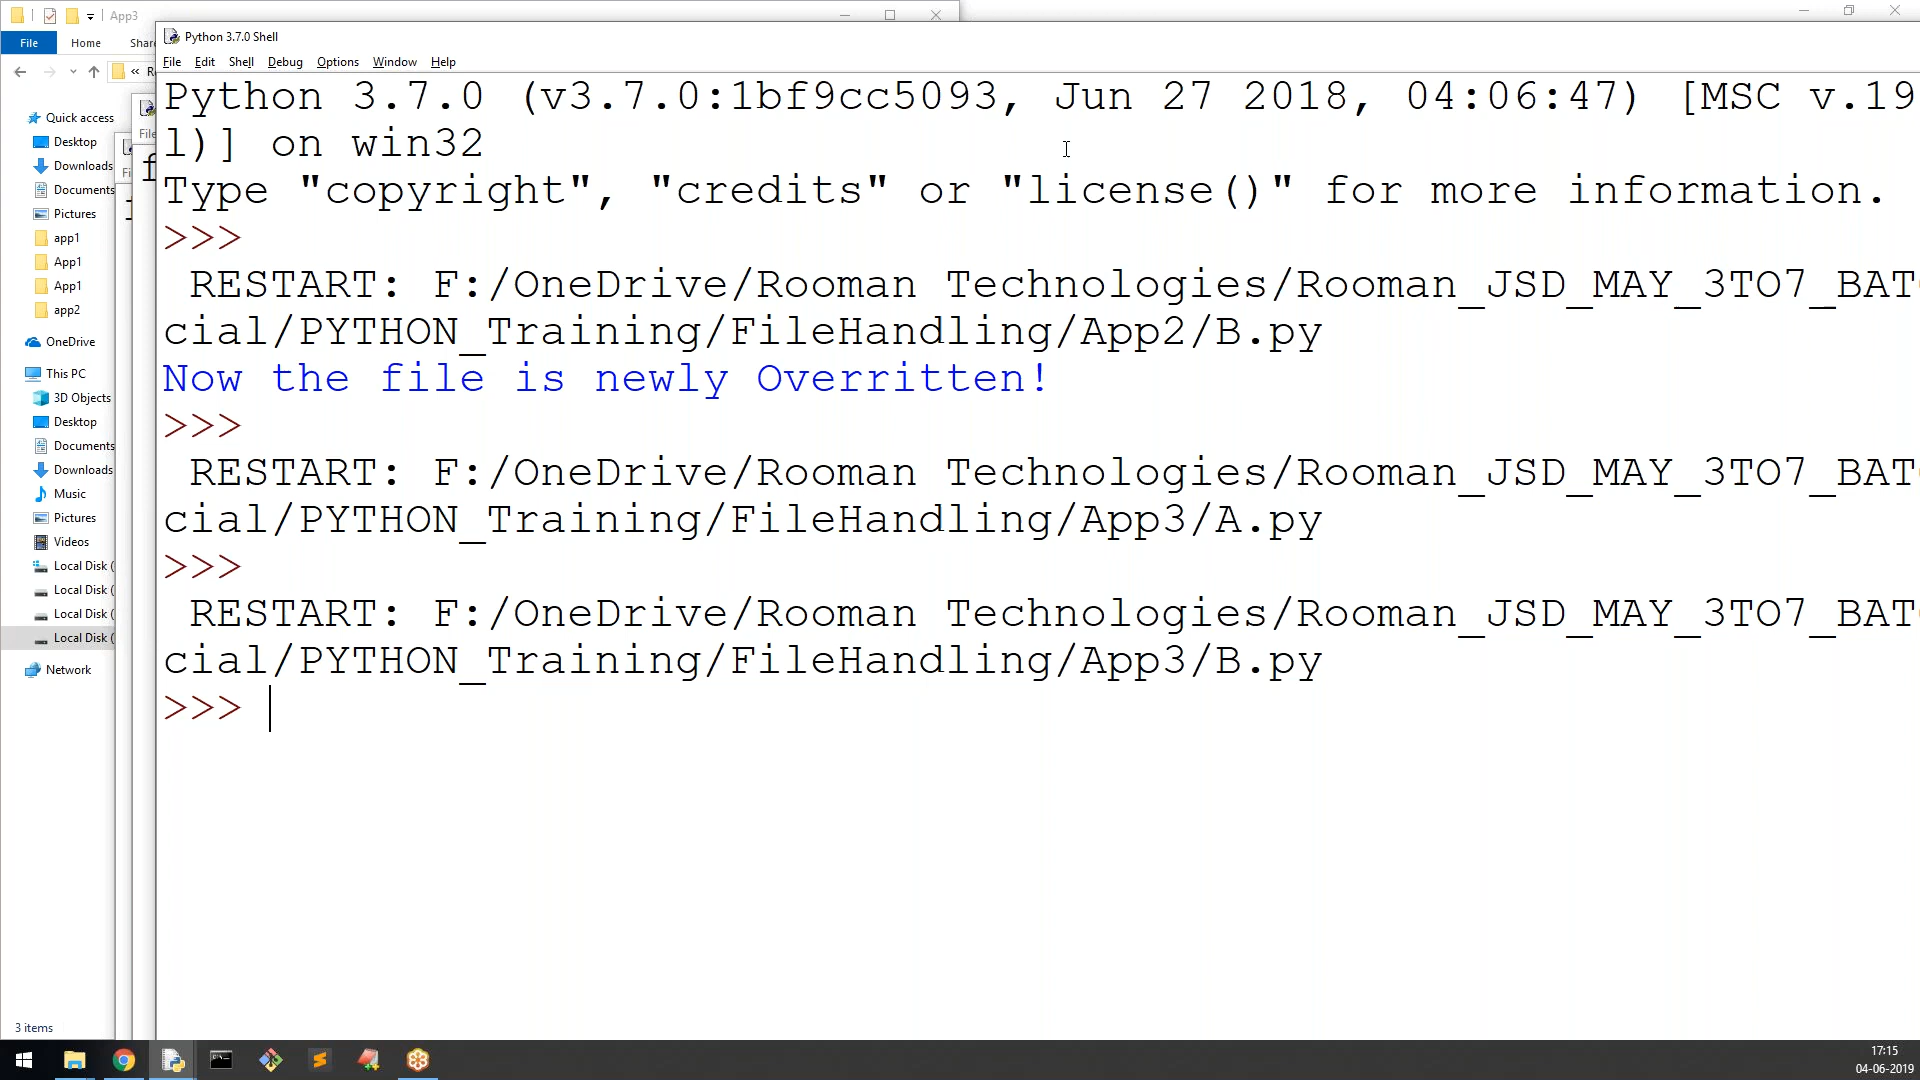 App3
File Home Share
« R
Quick access
Desktop
Downloads
Documents
Pictures
app1
App1
App1
app2
OneDrive
This PC
3D Objects
Desktop
Documents
Downloads
Music
Pictures
Videos
Local Disk (
Local Disk (
Local Disk (
Local Disk (
Network
3 items
Python 3.7.0 Shell
File Edit Shell Debug Options Window Help
Python 3.7.0 (v3.7.0:1bf9cc5093, Jun 27 2018, 04:06:47) [MSC v.19
l)] on win32
Type "copyright", "credits" or "license()" for more information.
>>>
RESTART: F:/OneDrive/Rooman Technologies/Rooman_JSD_MAY_3TO7_BAT
cial/PYTHON_Training/FileHandling/App2/B.py
Now the file is newly Overritten!
>>>
RESTART: F:/OneDrive/Rooman Technologies/Rooman_JSD_MAY_3TO7_BAT
cial/PYTHON_Training/FileHandling/App3/A.py
>>>
RESTART: F:/OneDrive/Rooman Technologies/Rooman_JSD_MAY_3TO7_BAT
cial/PYTHON_Training/FileHandling/App3/B.py
>>>
17:15
04-06-2019